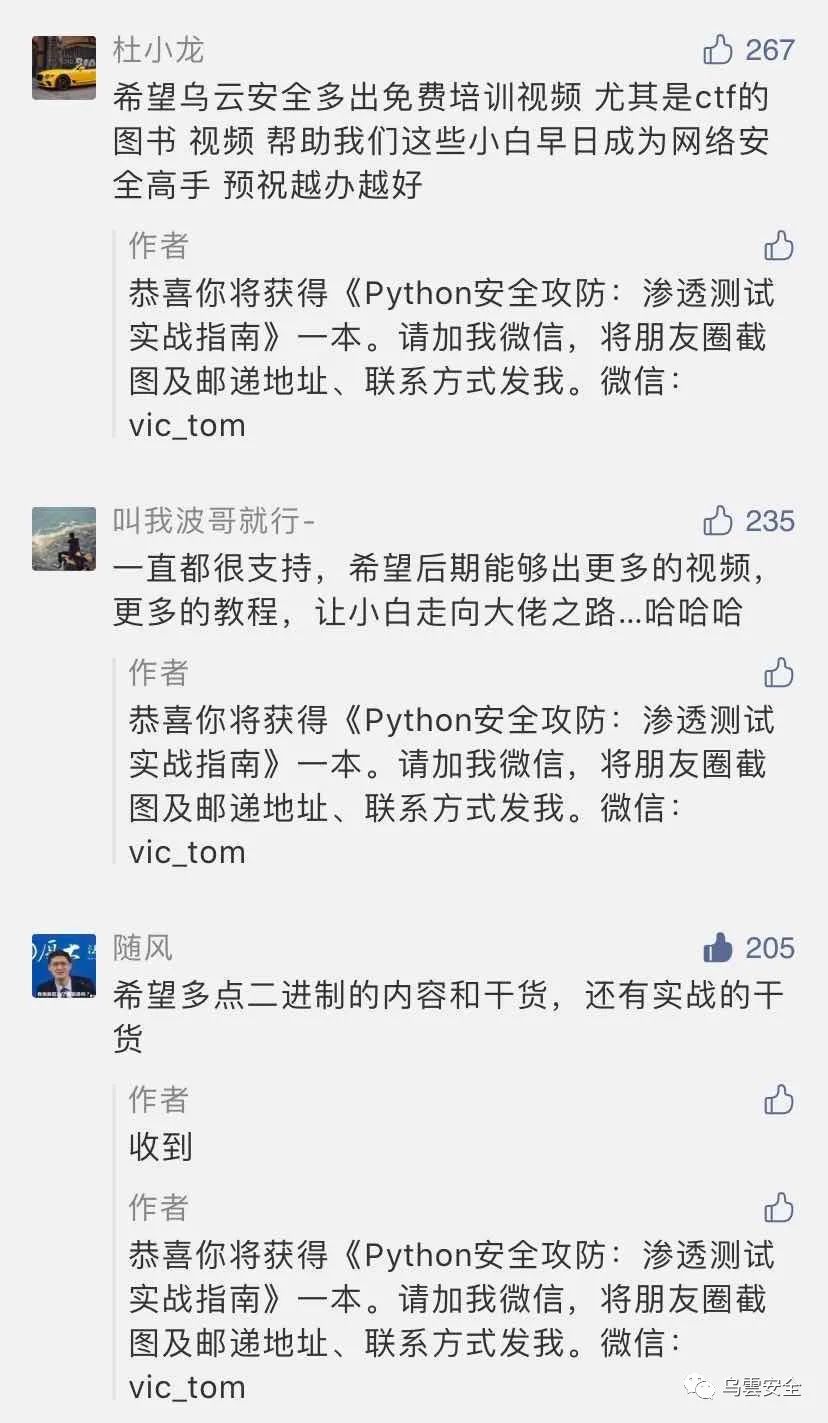 杜小龙 267
希望乌云安全多出免费培训视频 尤其是ctf的
图书 视频 帮助我们这些小白早日成为网络安
全高手 预祝越办越好
作者
恭喜你将获得《Python安全攻防：渗透测试
实战指南》一本。请加我微信，将朋友圈截
图及邮递地址、联系方式发我。微信：
vic_tom
叫我波哥就行- 235
一直都很支持，希望后期能够出更多的视频，
更多的教程，让小白走向大佬之路...哈哈哈
作者
恭喜你将获得《Python安全攻防：渗透测试
实战指南》一本。请加我微信，将朋友圈截
图及邮递地址、联系方式发我。微信：
vic_tom
随风 205
希望多点二进制的内容和干货，还有实战的干
货
作者
收到
作者
恭喜你将获得《Python安全攻防：渗透测试
实战指南》一本。请加我微信，将朋友圈截
图及邮递地址、联系方式发我。微信：
vic_tom
乌雲安全